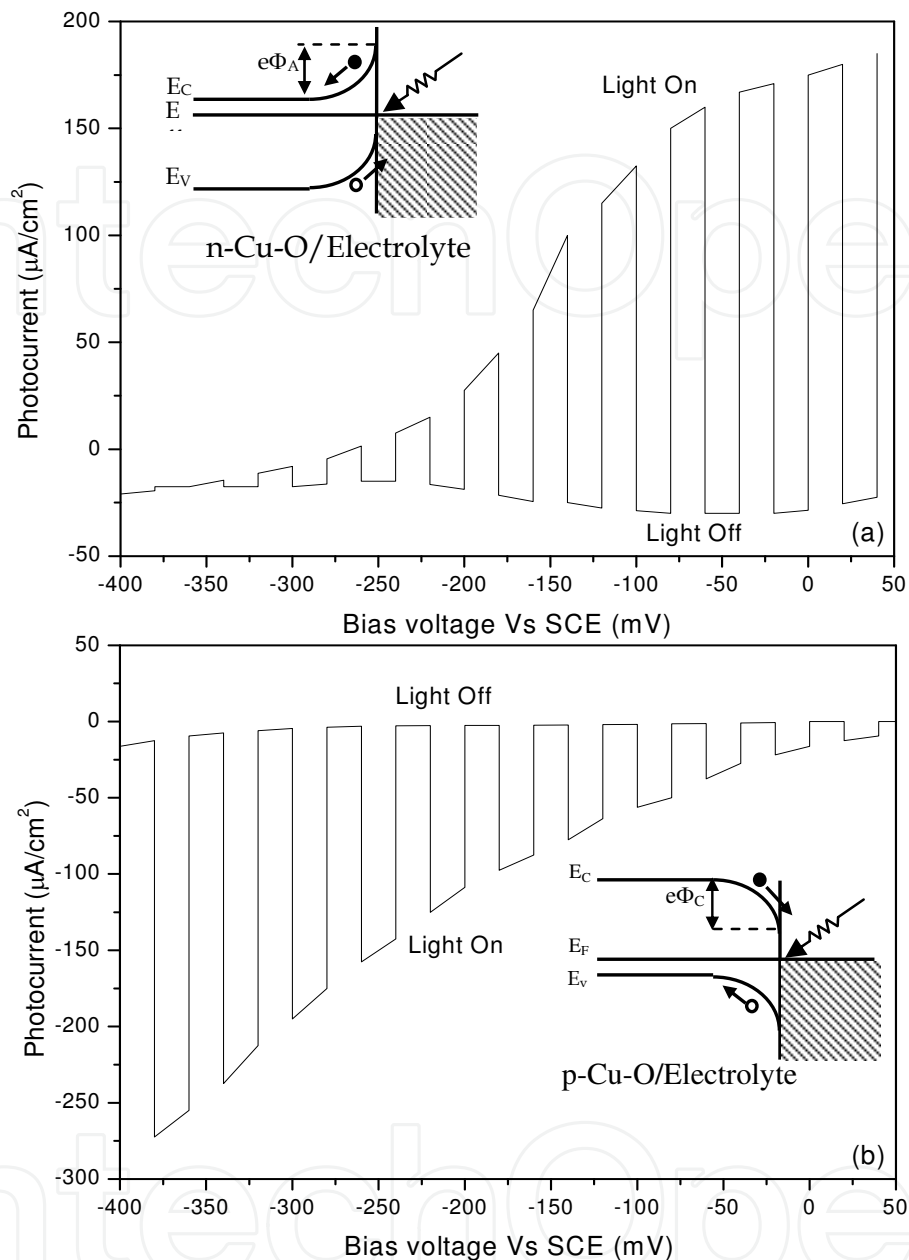 200
150
100
50
0
-50
Photocurrent (µA/cm²)
eΦA
EC
E
EV
n-Cu-O/Electrolyte
Light On
Light Off
(a)
-400 -350 -300 -250 -200 -150 -100 -50 0 50
Bias voltage Vs SCE (mV)
50
0
-50
-100
-150
-200
-250
-300
Photocurrent (µA/cm²)
Light Off
Light On
EC
eΦC
EF
Ev
p-Cu-O/Electrolyte
(b)
-400 -350 -300 -250 -200 -150 -100 -50 0 50
Bias voltage Vs SCE (mV)
ntechOpe
ntechOpe